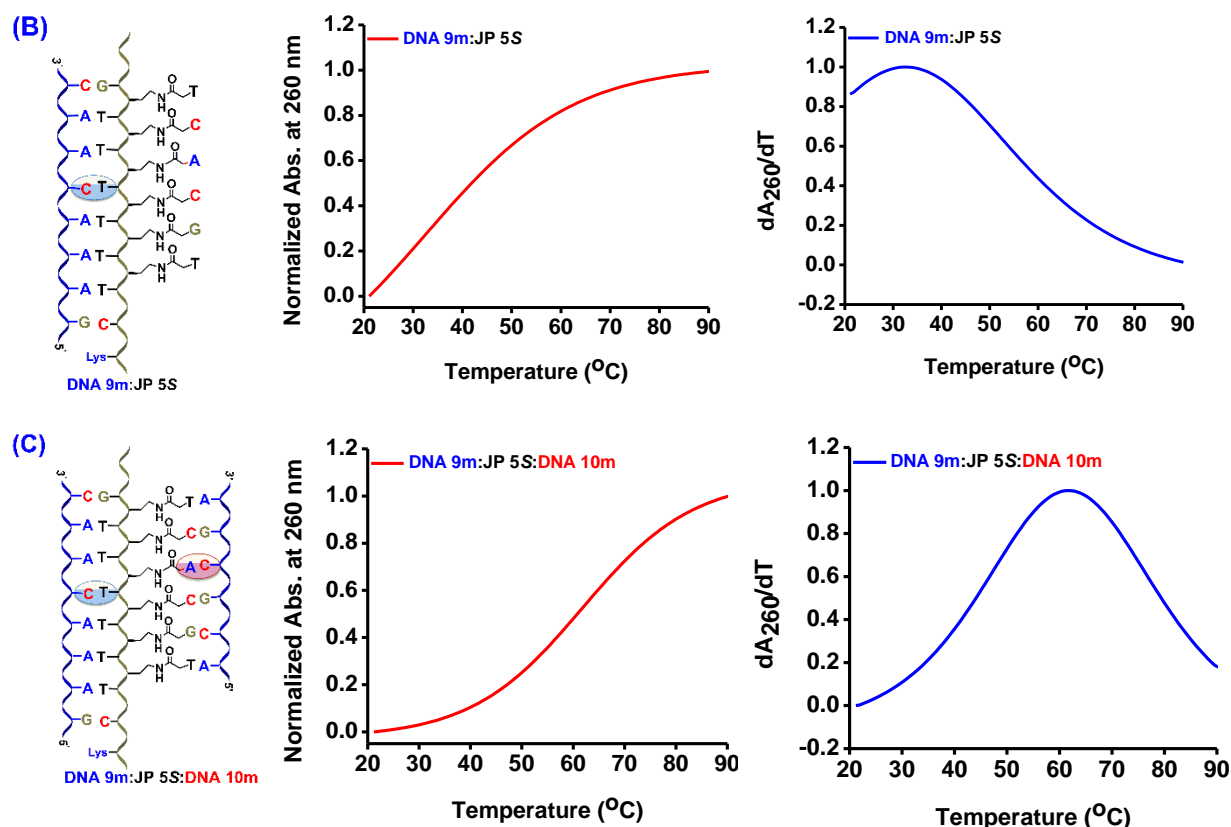 (B)
3'
C G
A T
A T
C T
A T
A T
A T
G C
5'
Lys
O
N
H
T
O
N
H
C
O
N
H
A
O
N
H
C
O
N
H
G
O
N
H
T
DNA 9m:JP 5S
DNA 9m:JP 5S
Normalized Abs. at 260 nm
1.2
1.0
0.8
0.6
0.4
0.2
0.0
20 30 40 50 60 70 80 90
Temperature (°C)
DNA 9m:JP 5S
dA260/dT
1.2
1.0
0.8
0.6
0.4
0.2
0.0
-0.2
20 30 40 50 60 70 80 90
Temperature (°C)
(C)
3'
3'
C G
A T
A T
C T
A T
A T
A T
G C
5'
Lys
O
N
H
T A
O
N
H
C G
O
N
H
A C
O
N
H
C G
O
N
H
G C
O
N
H
T A
5'
DNA 9m:JP 5S:DNA 10m
DNA 9m:JP 5S:DNA 10m
Normalized Abs. at 260 nm
1.2
1.0
0.8
0.6
0.4
0.2
0.0
20 30 40 50 60 70 80 90
Temperature (°C)
DNA 9m:JP 5S:DNA 10m
dA260/dT
1.2
1.0
0.8
0.6
0.4
0.2
0.0
-0.2
20 30 40 50 60 70 80 90
Temperature (°C)